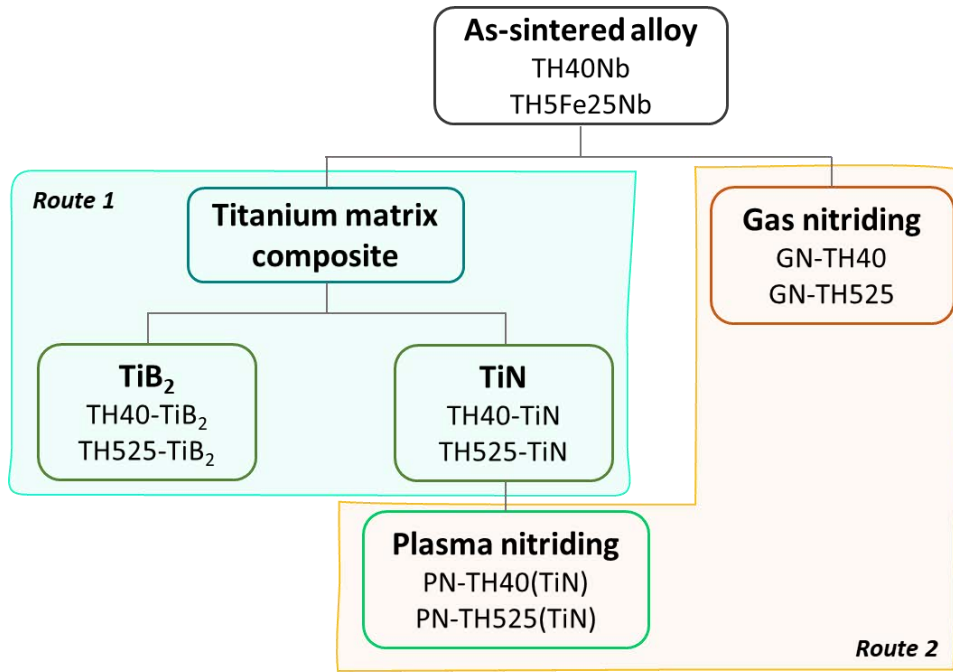 As-sintered alloy
TH40Nb
TH5Fe25Nb
Route 1
Titanium matrix
composite
Gas nitriding
GN-TH40
GN-TH525
TiB₂
TH40-TiB₂
TH525-TiB₂
TiN
TH40-TiN
TH525-TiN
Plasma nitriding
PN-TH40(TiN)
PN-TH525(TiN)
Route 2